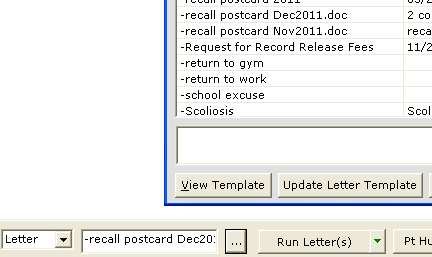 -recall postcard 2011
-recall postcard Dec2011.doc 2 co
-recall postcard Nov2011.doc reca
-Request for Record Release Fees 11/2
-return to gym
-return to work
-school excuse
-Scoliosis Scol
View Template Update Letter Template
Letter -recall postcard Dec20 ... Run Letter(s) Pt Hu